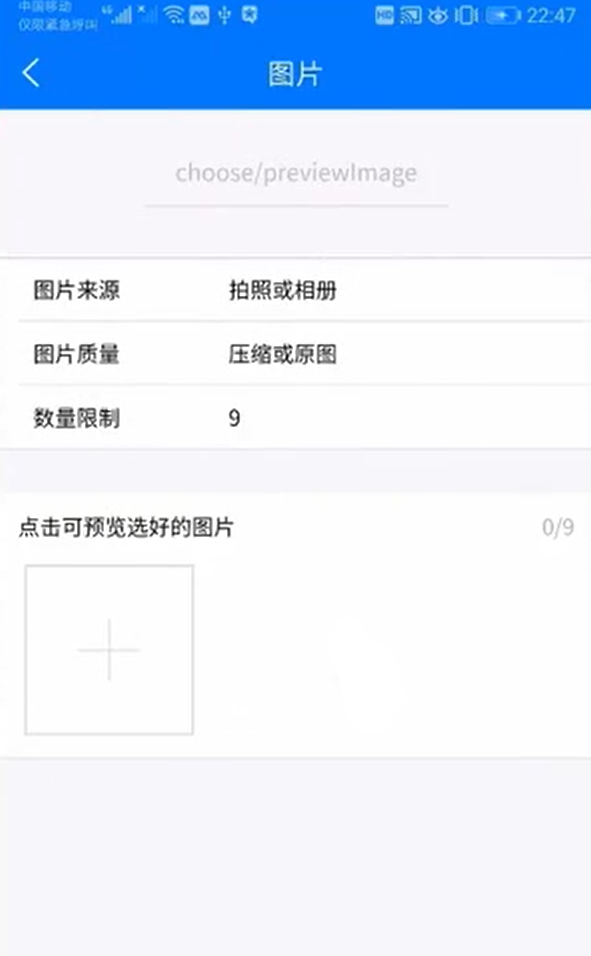 中国移动
仅限紧急呼叫
HD
22:47
图片
choose/previewImage
图片来源 拍照或相册
图片质量 压缩或原图
数量限制 9
点击可预览选好的图片 0/9